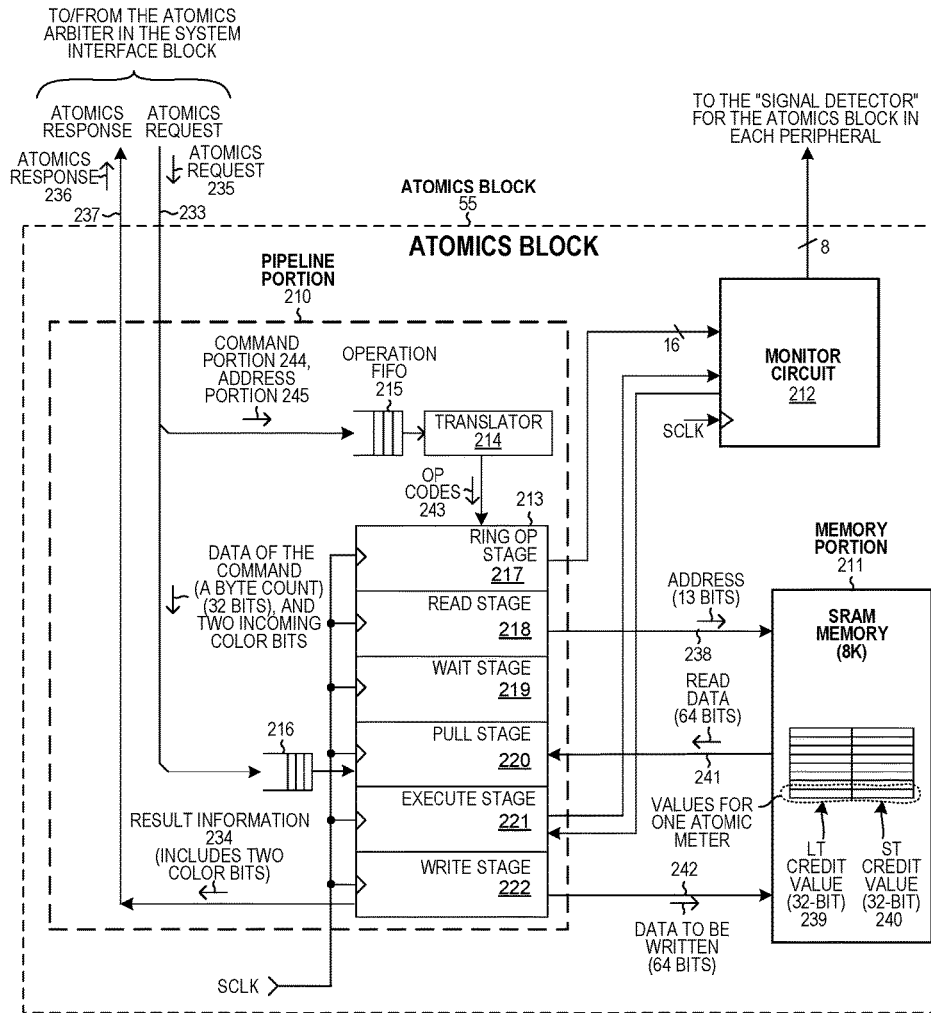 TO/FROM THE ATOMICS
ARBITER IN THE SYSTEM
INTERFACE BLOCK
ATOMICS
RESPONSE
ATOMICS
REQUEST
ATOMICS
RESPONSE
236
ATOMICS
REQUEST
235
237
233
TO THE "SIGNAL DETECTOR"
FOR THE ATOMICS BLOCK IN
EACH PERIPHERAL
ATOMICS BLOCK
55
ATOMICS BLOCK
8
PIPELINE
PORTION
210
COMMAND
PORTION 244,
ADDRESS
PORTION 245
OPERATION
FIFO
215
TRANSLATOR
214
16
MONITOR
CIRCUIT
212
SCLK
OP
CODES
243
213
RING OP
STAGE
217
DATA OF THE
COMMAND
(A BYTE COUNT)
(32 BITS), AND
TWO INCOMING
COLOR BITS
READ STAGE
218
WAIT STAGE
219
PULL STAGE
220
216
EXECUTE STAGE
221
WRITE STAGE
222
RESULT INFORMATION
234
(INCLUDES TWO
COLOR BITS)
SCLK
MEMORY
PORTION
211
ADDRESS
(13 BITS)
238
SRAM
MEMORY
(8K)
READ
DATA
(64 BITS)
241
VALUES FOR
ONE ATOMIC
METER
LT
CREDIT
VALUE
(32-BIT)
239
ST
CREDIT
VALUE
(32-BIT)
240
242
DATA TO BE
WRITTEN
(64 BITS)